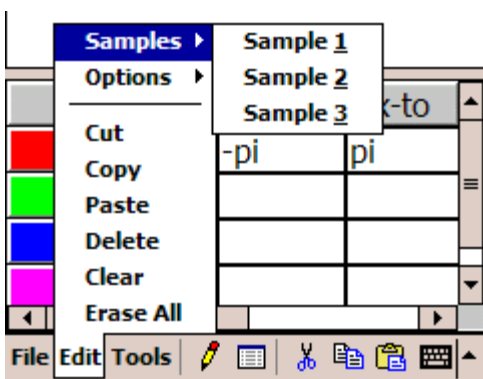 Samples
Sample 1
Options
Sample 2
Sample 3
x-to
Cut
-pi
pi
Copy
Paste
Delete
Clear
Erase All
File Edit Tools